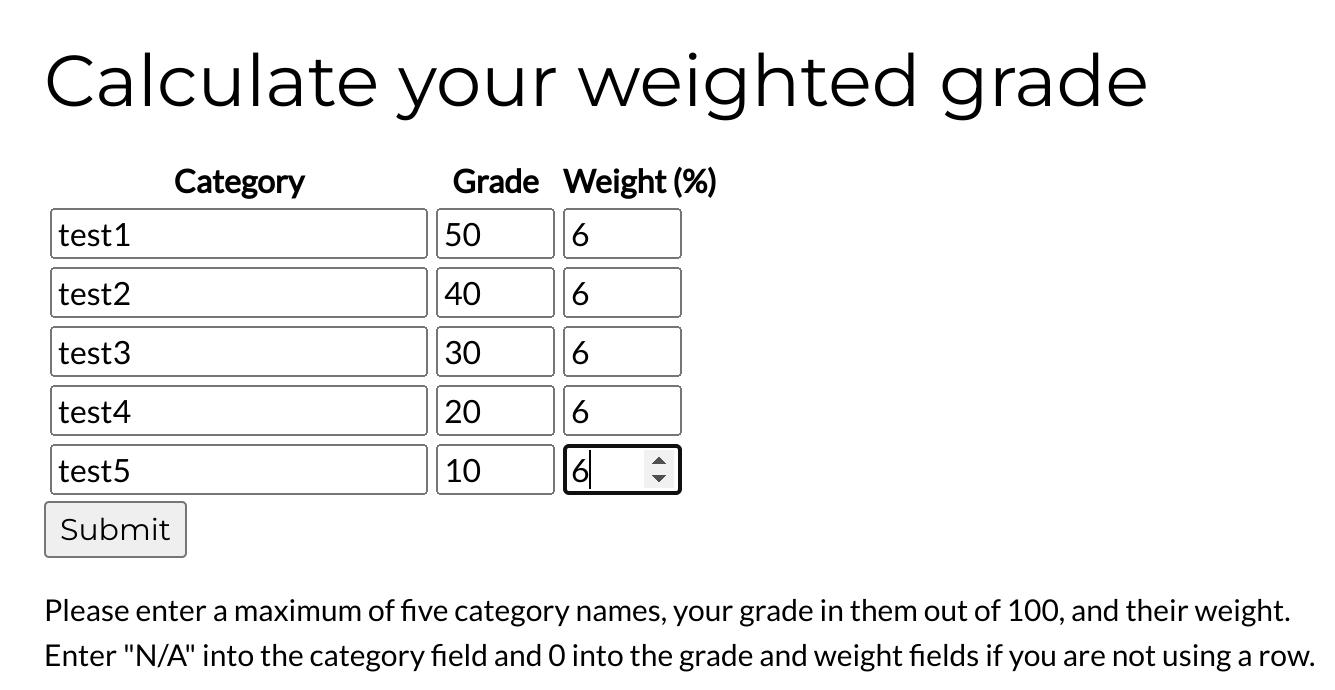 Calculate your weighted grade
Category Grade Weight (%)
test1 50 6
test2 40 6
test3 30 6
test4 20 6
test5 10 6
Submit
Please enter a maximum of five category names, your grade in them out of 100, and their weight.
Enter "N/A" into the category field and 0 into the grade and weight fields if you are not using a row.